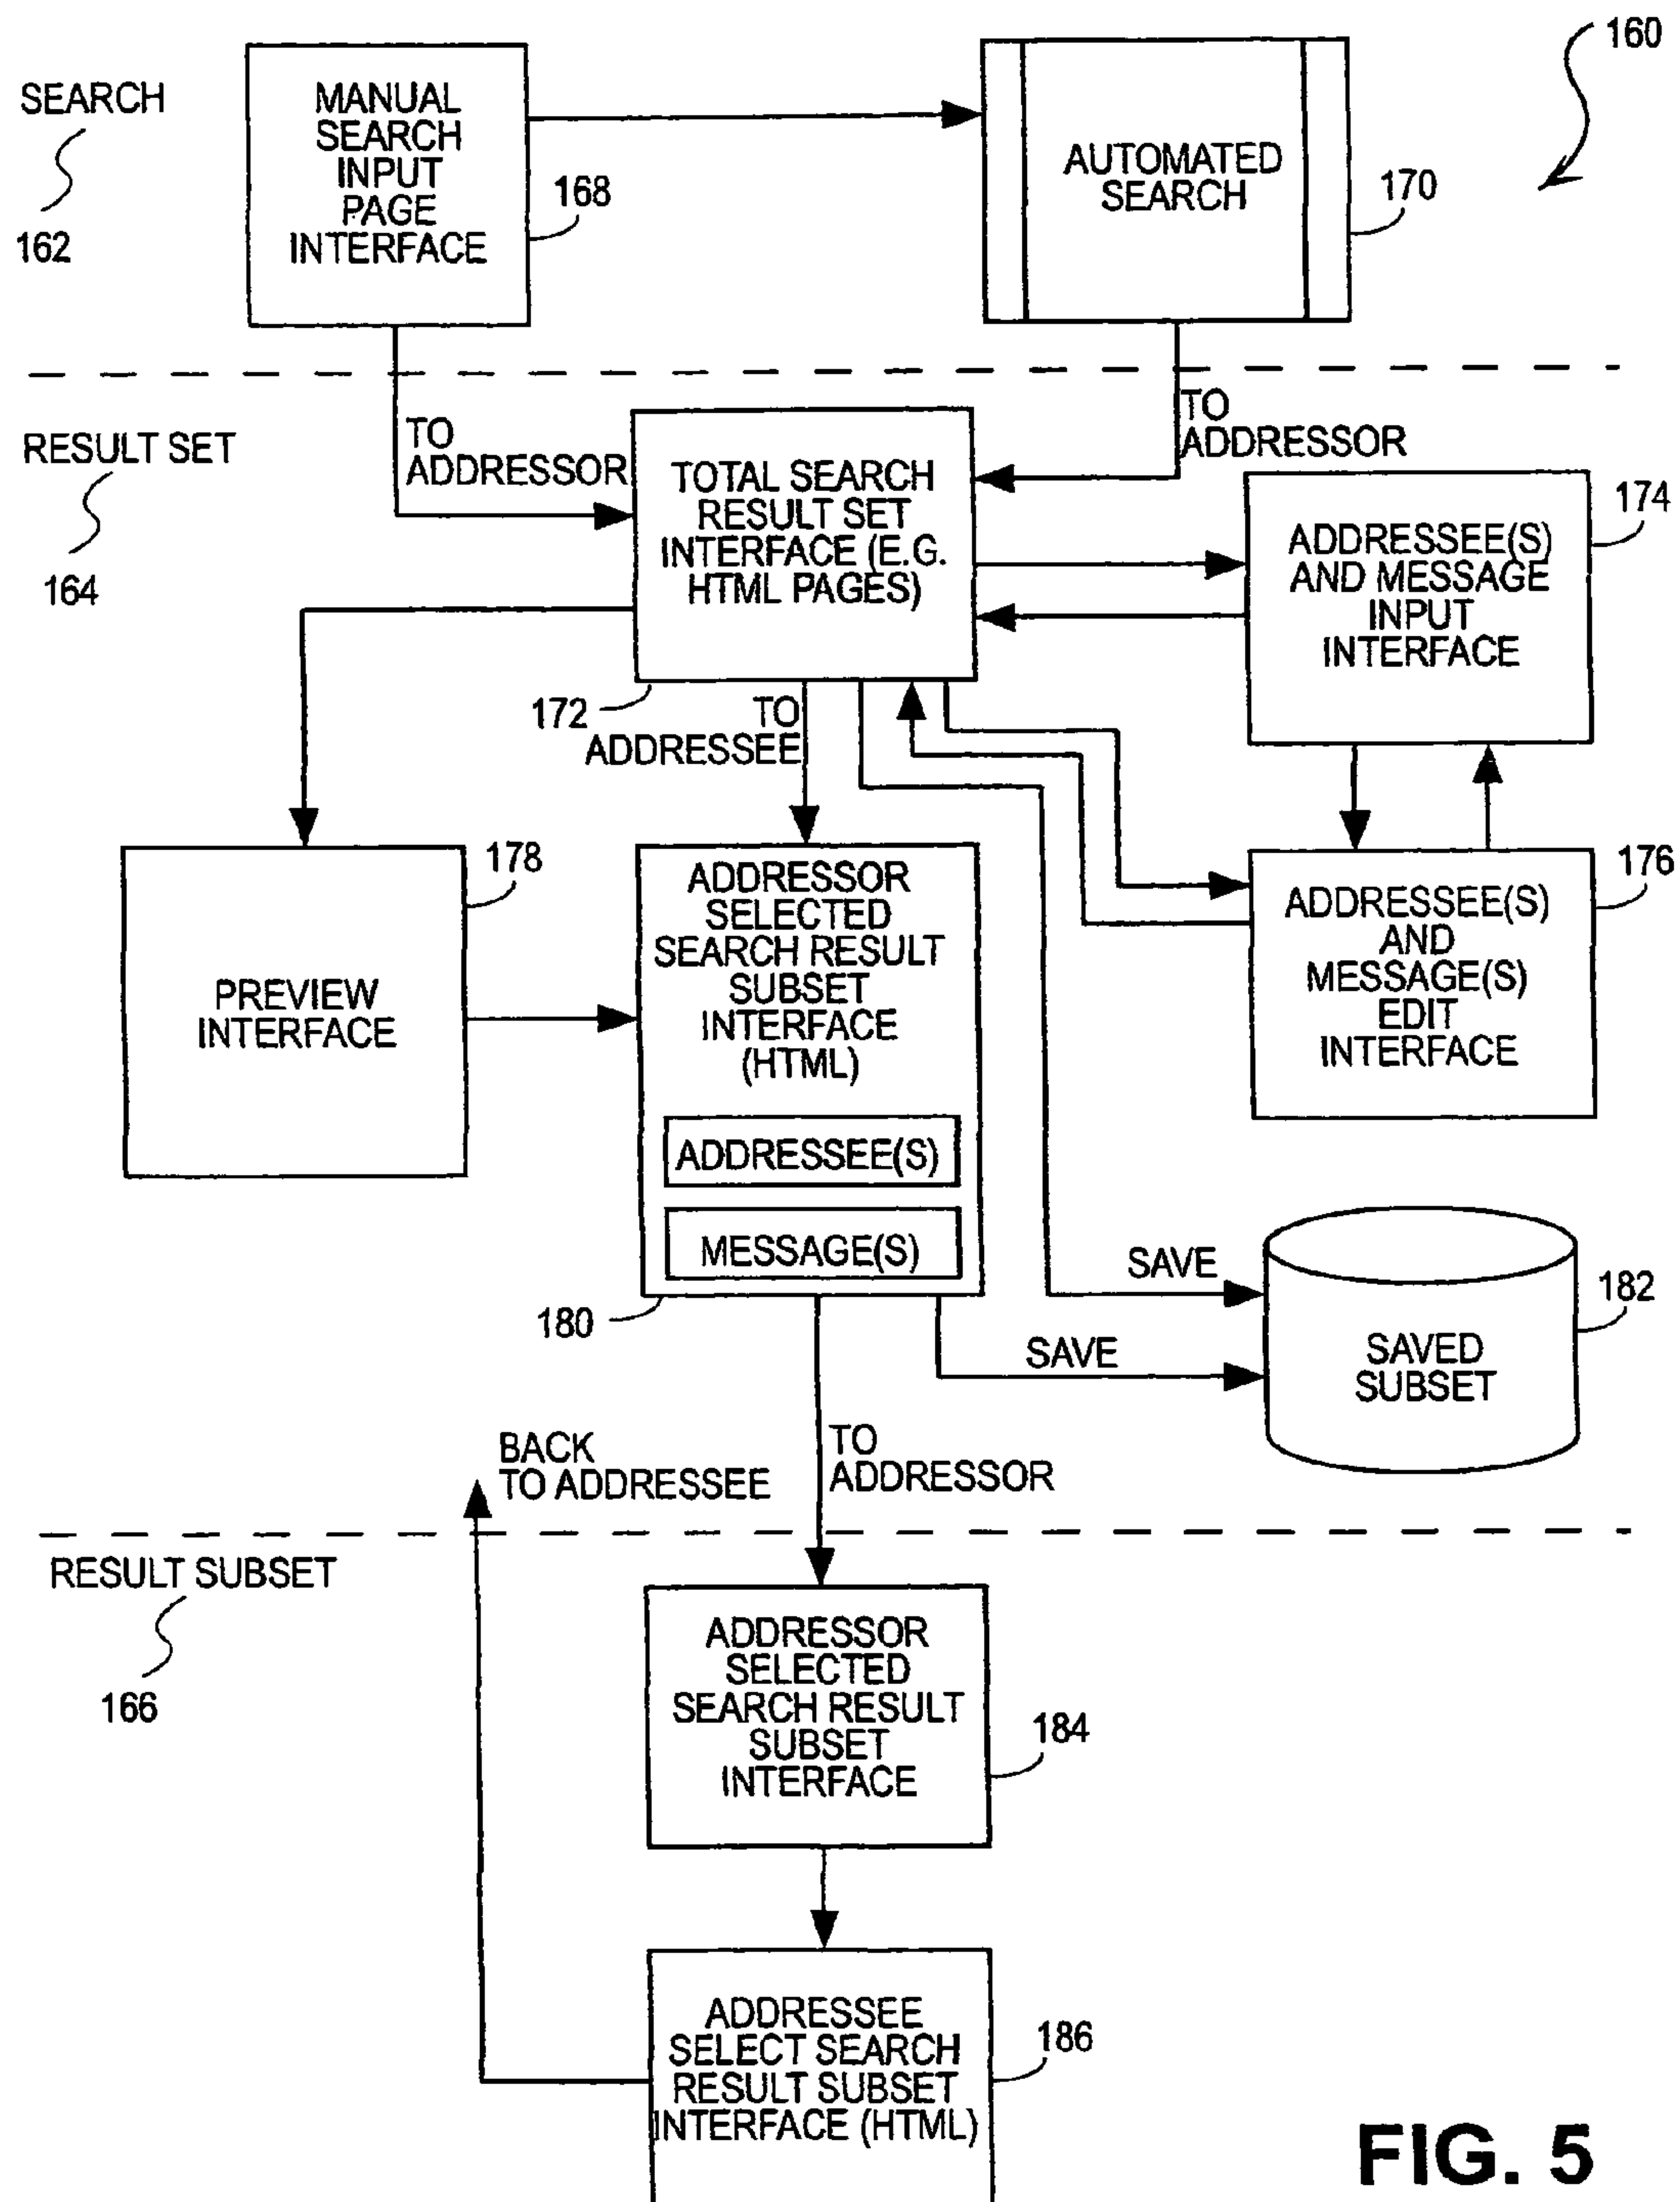 160
SEARCH
162
MANUAL
SEARCH
INPUT
PAGE
INTERFACE
168
AUTOMATED
SEARCH
170
RESULT SET
164
TO
ADDRESSOR
TOTAL SEARCH
RESULT SET
INTERFACE (E.G.
HTML PAGES)
172
TO
ADDRESSOR
ADDRESSEE(S)
AND MESSAGE
INPUT
INTERFACE
174
TO
ADDRESSEE
PREVIEW
INTERFACE
178
ADDRESSOR
SELECTED
SEARCH RESULT
SUBSET
INTERFACE
(HTML)
ADDRESSEE(S)
MESSAGE(S)
180
ADDRESSEE(S)
AND
MESSAGE(S)
EDIT
INTERFACE
176
SAVE
SAVE
SAVED
SUBSET
182
BACK
TO ADDRESSEE
TO
ADDRESSOR
RESULT SUBSET
166
ADDRESSOR
SELECTED
SEARCH RESULT
SUBSET
INTERFACE
184
ADDRESSEE
SELECT SEARCH
RESULT SUBSET
INTERFACE (HTML)
186
FIG. 5